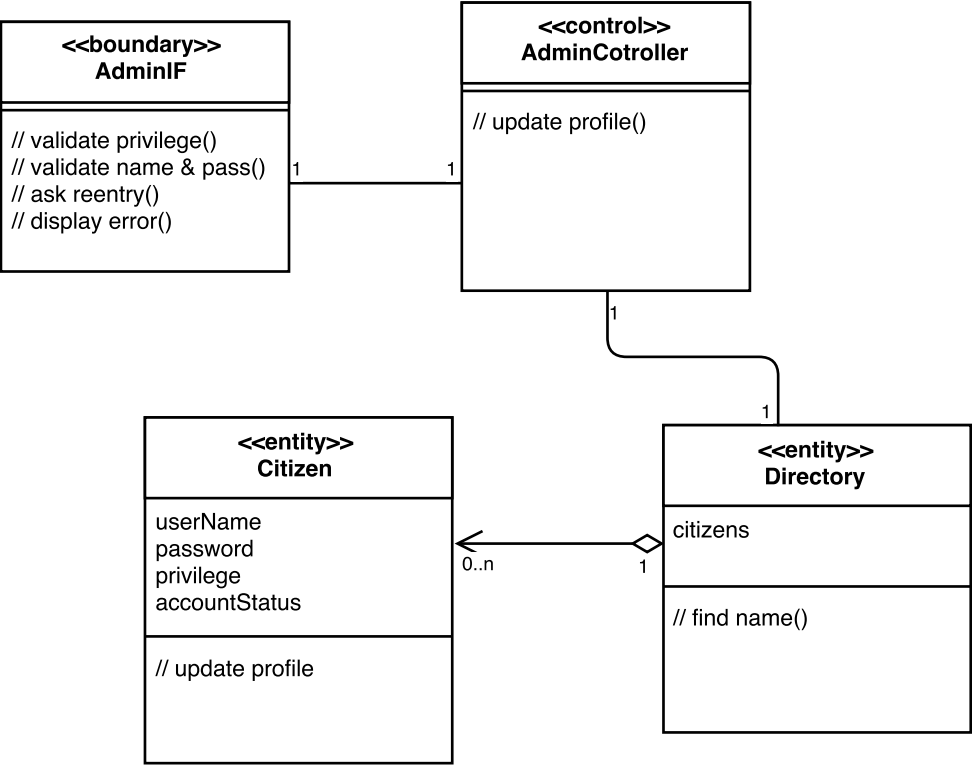 <<boundary>>
AdminIF
// validate privilege()
// validate name & pass()
// ask reentry()
// display error()
1
1
<<control>>
AdminCotroller
// update profile()
1
1
<<entity>>
Citizen
userName
password
privilege
accountStatus
// update profile
0..n
1
<<entity>>
Directory
citizens
// find name()